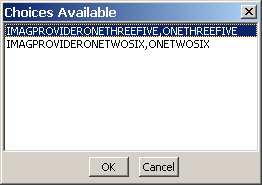 Choices Available
IMAGPROVIDERONETHREEFIVE,ONETHREEFIVE
IMAGPROVIDERONETWOSIX,ONETWOSIX
OK Cancel